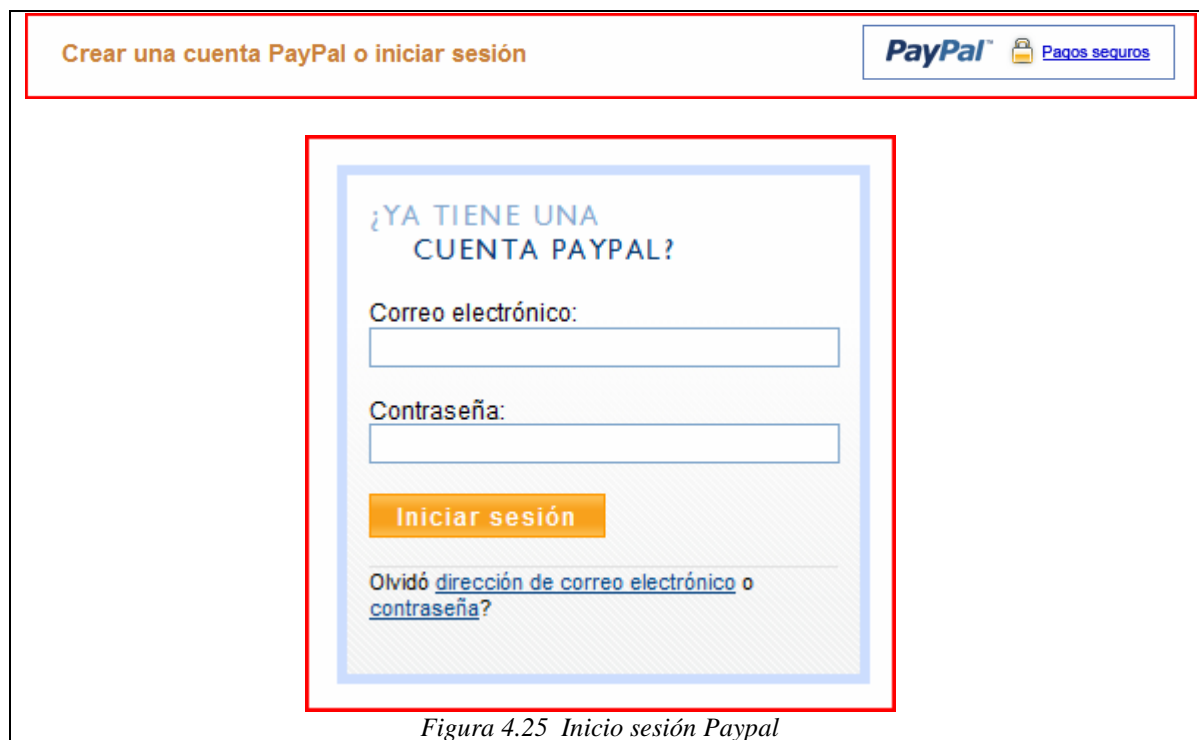 Crear una cuenta PayPal o iniciar sesión
PayPal™ Pagos seguros
¿YA TIENE UNA
CUENTA PAYPAL?
Correo electrónico:
Contraseña:
Iniciar sesión
Olvidó dirección de correo electrónico o
contraseña?
Figura 4.25 Inicio sesión Paypal